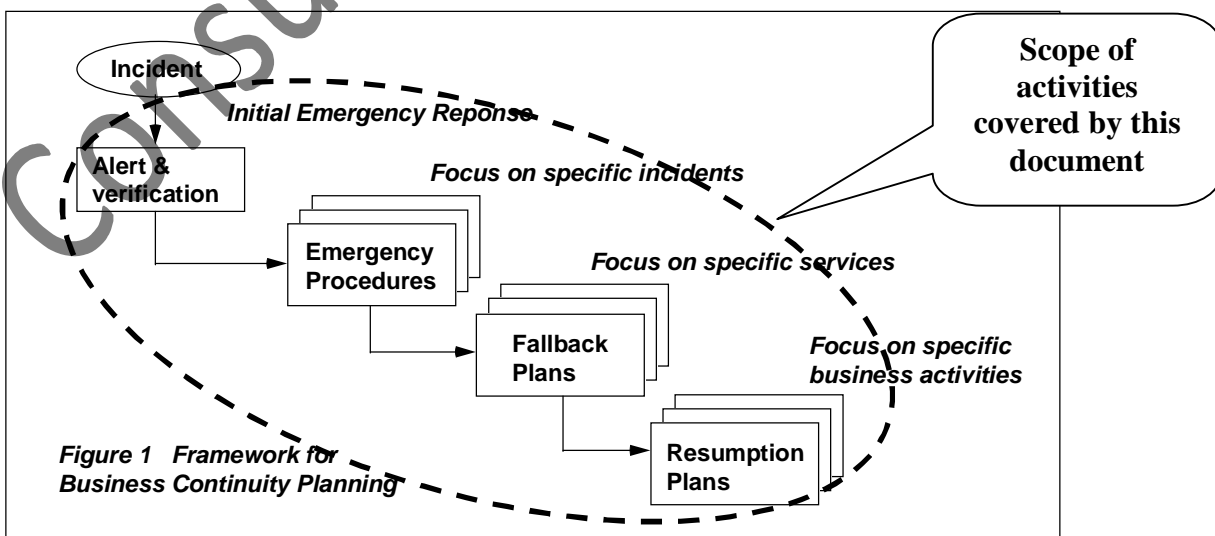 Consu
Incident
Scope of
activities
covered by this
document
Initial Emergency Reponse
Alert &
verification
Focus on specific incidents
Emergency
Procedures
Focus on specific services
Fallback
Plans
Focus on specific
business activities
Resumption
Plans
Figure 1 Framework for
Business Continuity Planning